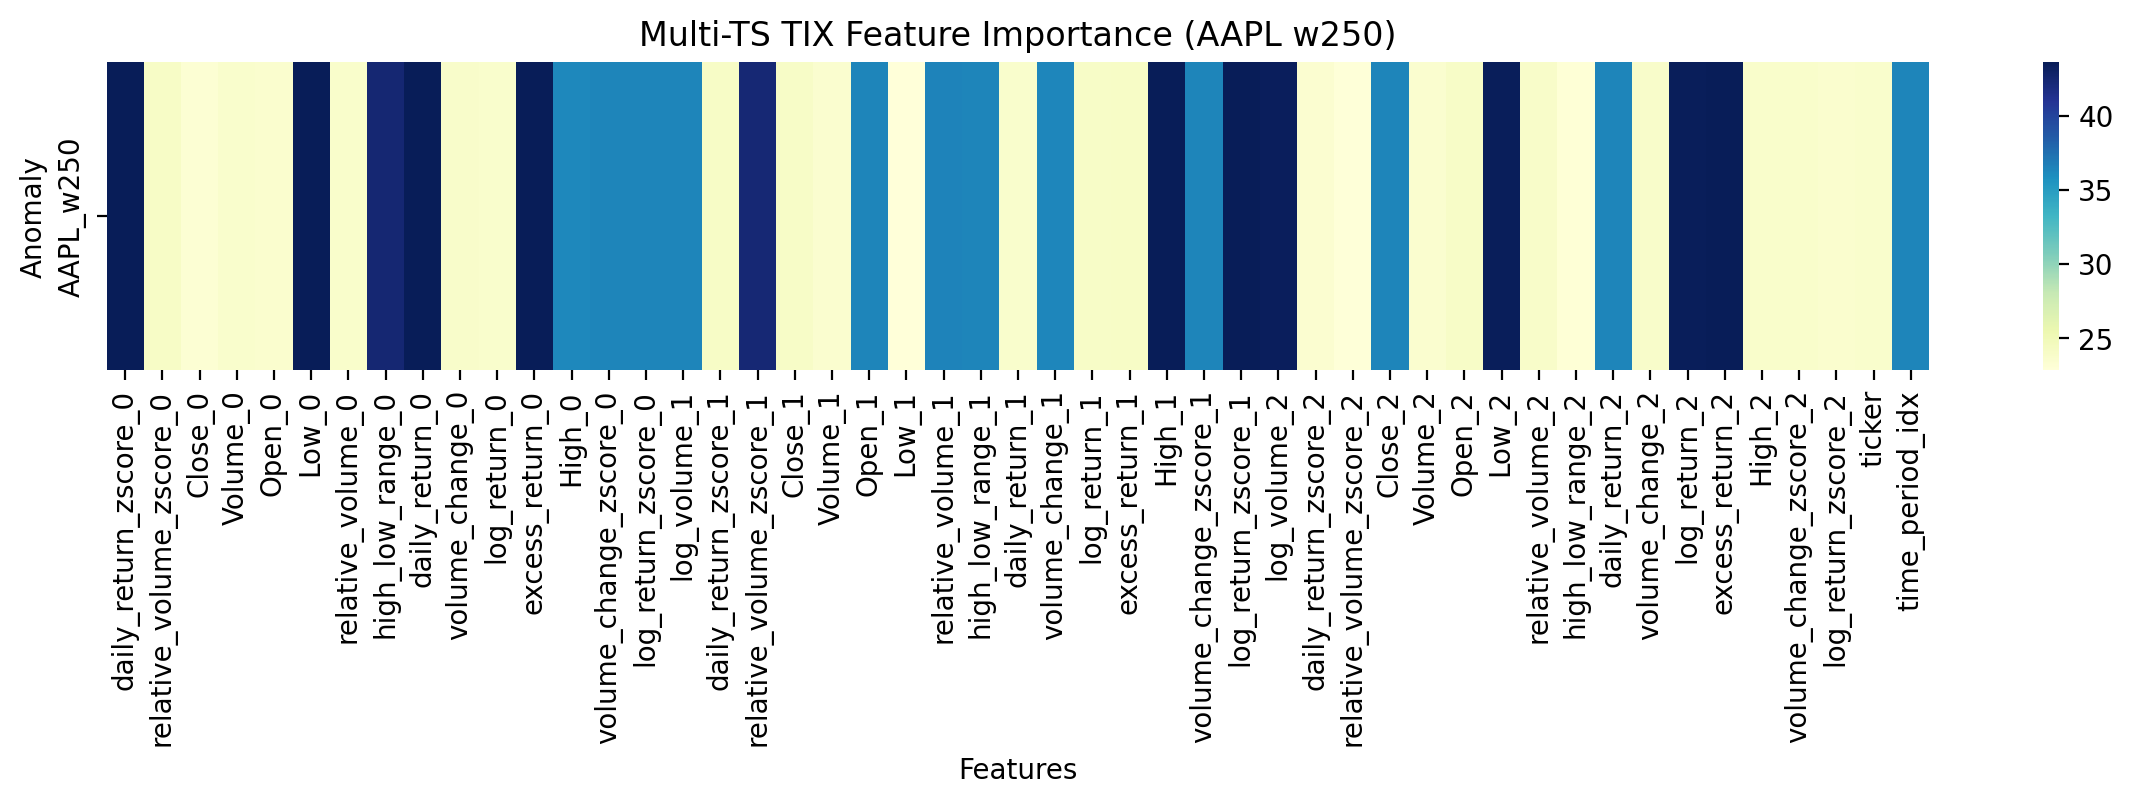 Multi-TS TIX Feature Importance (AAPL w250)
Anomaly
AAPL_w250
daily_return_zscore_0
relative_volume_zscore_0
Close_0
Volume_0
Open_0
Low_0
relative_volume_0
high_low_range_0
daily_return_0
volume_change_0
log_return_0
excess_return_0
High_0
volume_change_zscore_0
log_return_zscore_0
log_volume_1
daily_return_zscore_1
relative_volume_zscore_1
Close_1
Volume_1
Open_1
Low_1
relative_volume_1
high_low_range_1
daily_return_1
volume_change_1
log_return_1
excess_return_1
High_1
volume_change_zscore_1
log_return_zscore_1
log_volume_2
daily_return_zscore_2
relative_volume_zscore_2
Close_2
Volume_2
Open_2
Low_2
relative_volume_2
high_low_range_2
daily_return_2
volume_change_2
log_return_2
excess_return_2
High_2
volume_change_zscore_2
log_return_zscore_2
ticker
time_period_idx
Features
40
35
30
25